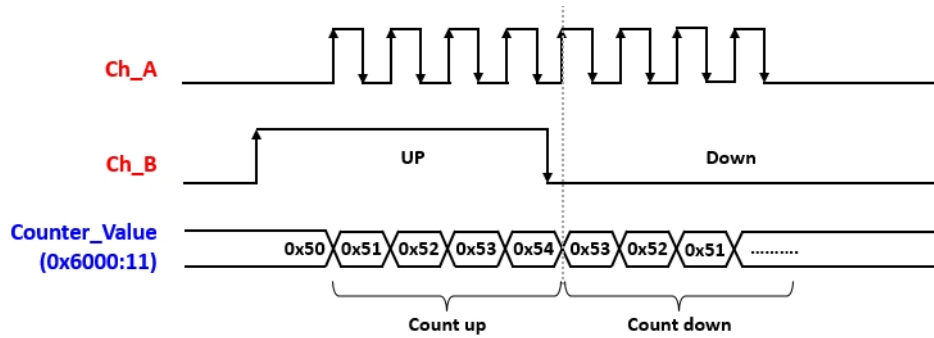 Ch_A
Ch_B
UP
Down
Counter_Value
(0x6000:11)
0x50 0x51 0x52 0x53 0x54 0x53 0x52 0x51 ..........
Count up
Count down